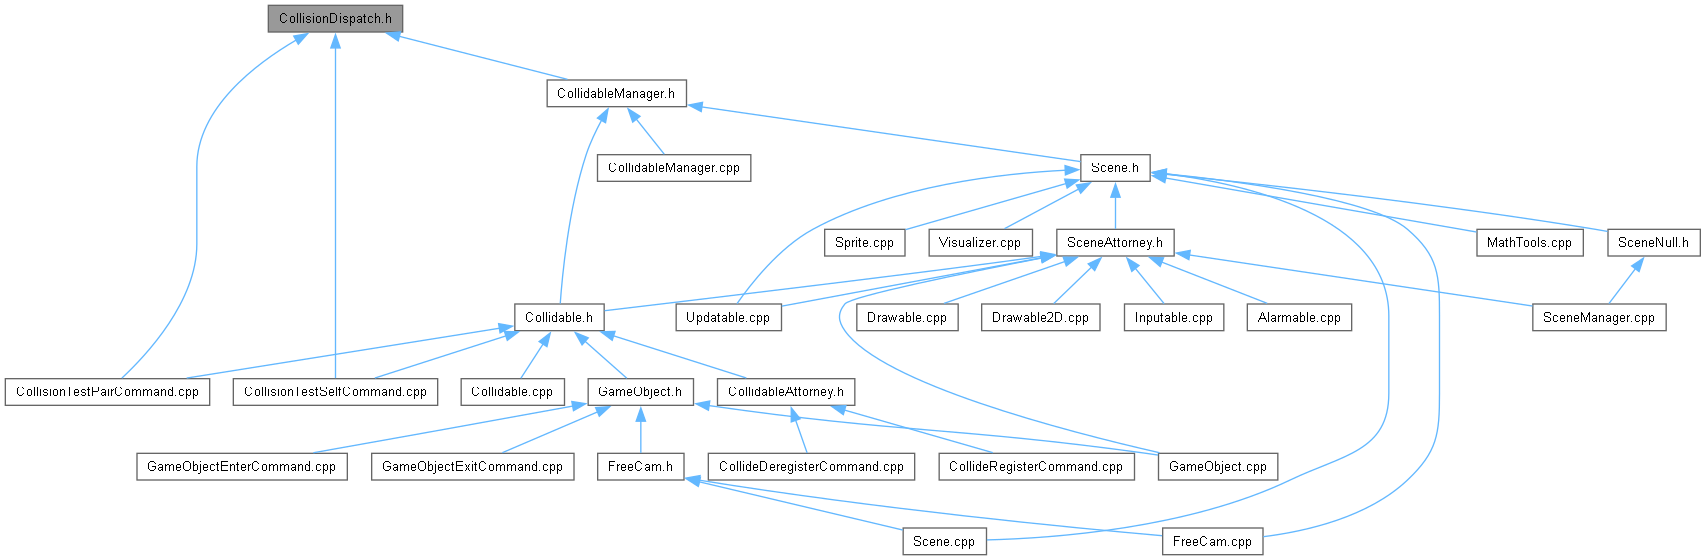 CollisionDispatch.h
CollidableManager.h
CollidableManager.cpp
Scene.h
Sprite.cpp
Visualizer.cpp
SceneAttorney.h
MathTools.cpp
SceneNull.h
Collidable.h
Updatable.cpp
Drawable.cpp
Drawable2D.cpp
Inputable.cpp
Alarmable.cpp
SceneManager.cpp
CollisionTestPairCommand.cpp
CollisionTestSelfCommand.cpp
Collidable.cpp
GameObject.h
CollidableAttorney.h
GameObjectEnterCommand.cpp
GameObjectExitCommand.cpp
FreeCam.h
CollideDeregisterCommand.cpp
CollideRegisterCommand.cpp
GameObject.cpp
Scene.cpp
FreeCam.cpp